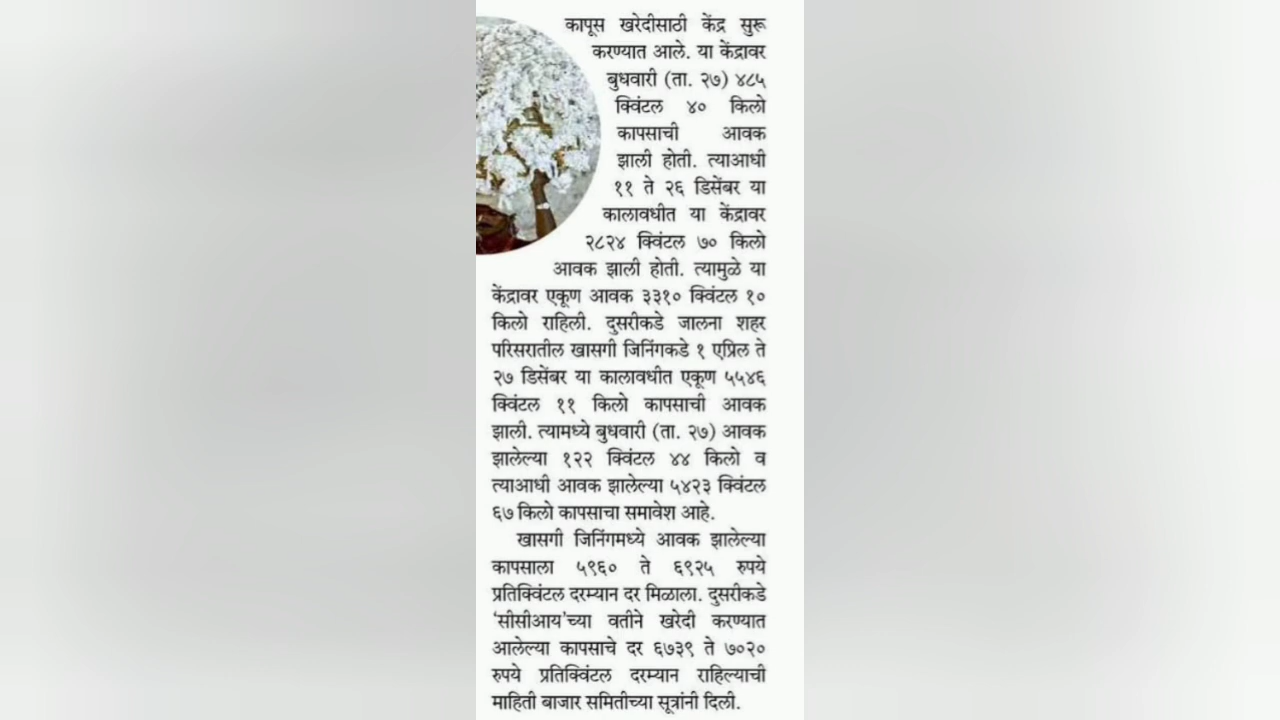 कापूस खरेदीसाठी केंद्र सुरू
करण्यात आले. या केंद्रावर
बुधवारी (ता. २७) ४८५
क्विंटल ४० किलो
कापसाची आवक
झाली होती. त्याआधी
११ ते २६ डिसेंबर या
कालावधीत या केंद्रावर
२८२४ क्विंटल ७० किलो
आवक झाली होती. त्यामुळे या
केंद्रावर एकूण आवक ३३१० क्विंटल १०
किलो राहिली. दुसरीकडे जालना शहर
परिसरातील खासगी जिनिंगकडे १ एप्रिल ते
२७ डिसेंबर या कालावधीत एकूण ५५४६
क्विंटल ११ किलो कापसाची आवक
झाली. त्यामध्ये बुधवारी (ता. २७) आवक
झालेल्या १२२ क्विंटल ४४ किलो व
त्याआधी आवक झालेल्या ५४२३ क्विंटल
६७ किलो कापसाचा समावेश आहे.
खासगी जिनिंगमध्ये आवक झालेल्या
कापसाला ५९६० ते ६९२५ रुपये
प्रतिक्विंटल दरम्यान दर मिळाला. दुसरीकडे
‘सीसीआय’च्या वतीने खरेदी करण्यात
आलेल्या कापसाचे दर ६७३९ ते ७०२०
रुपये प्रतिक्विंटल दरम्यान राहिल्याची
माहिती बाजार समितीच्या सूत्रांनी दिली.